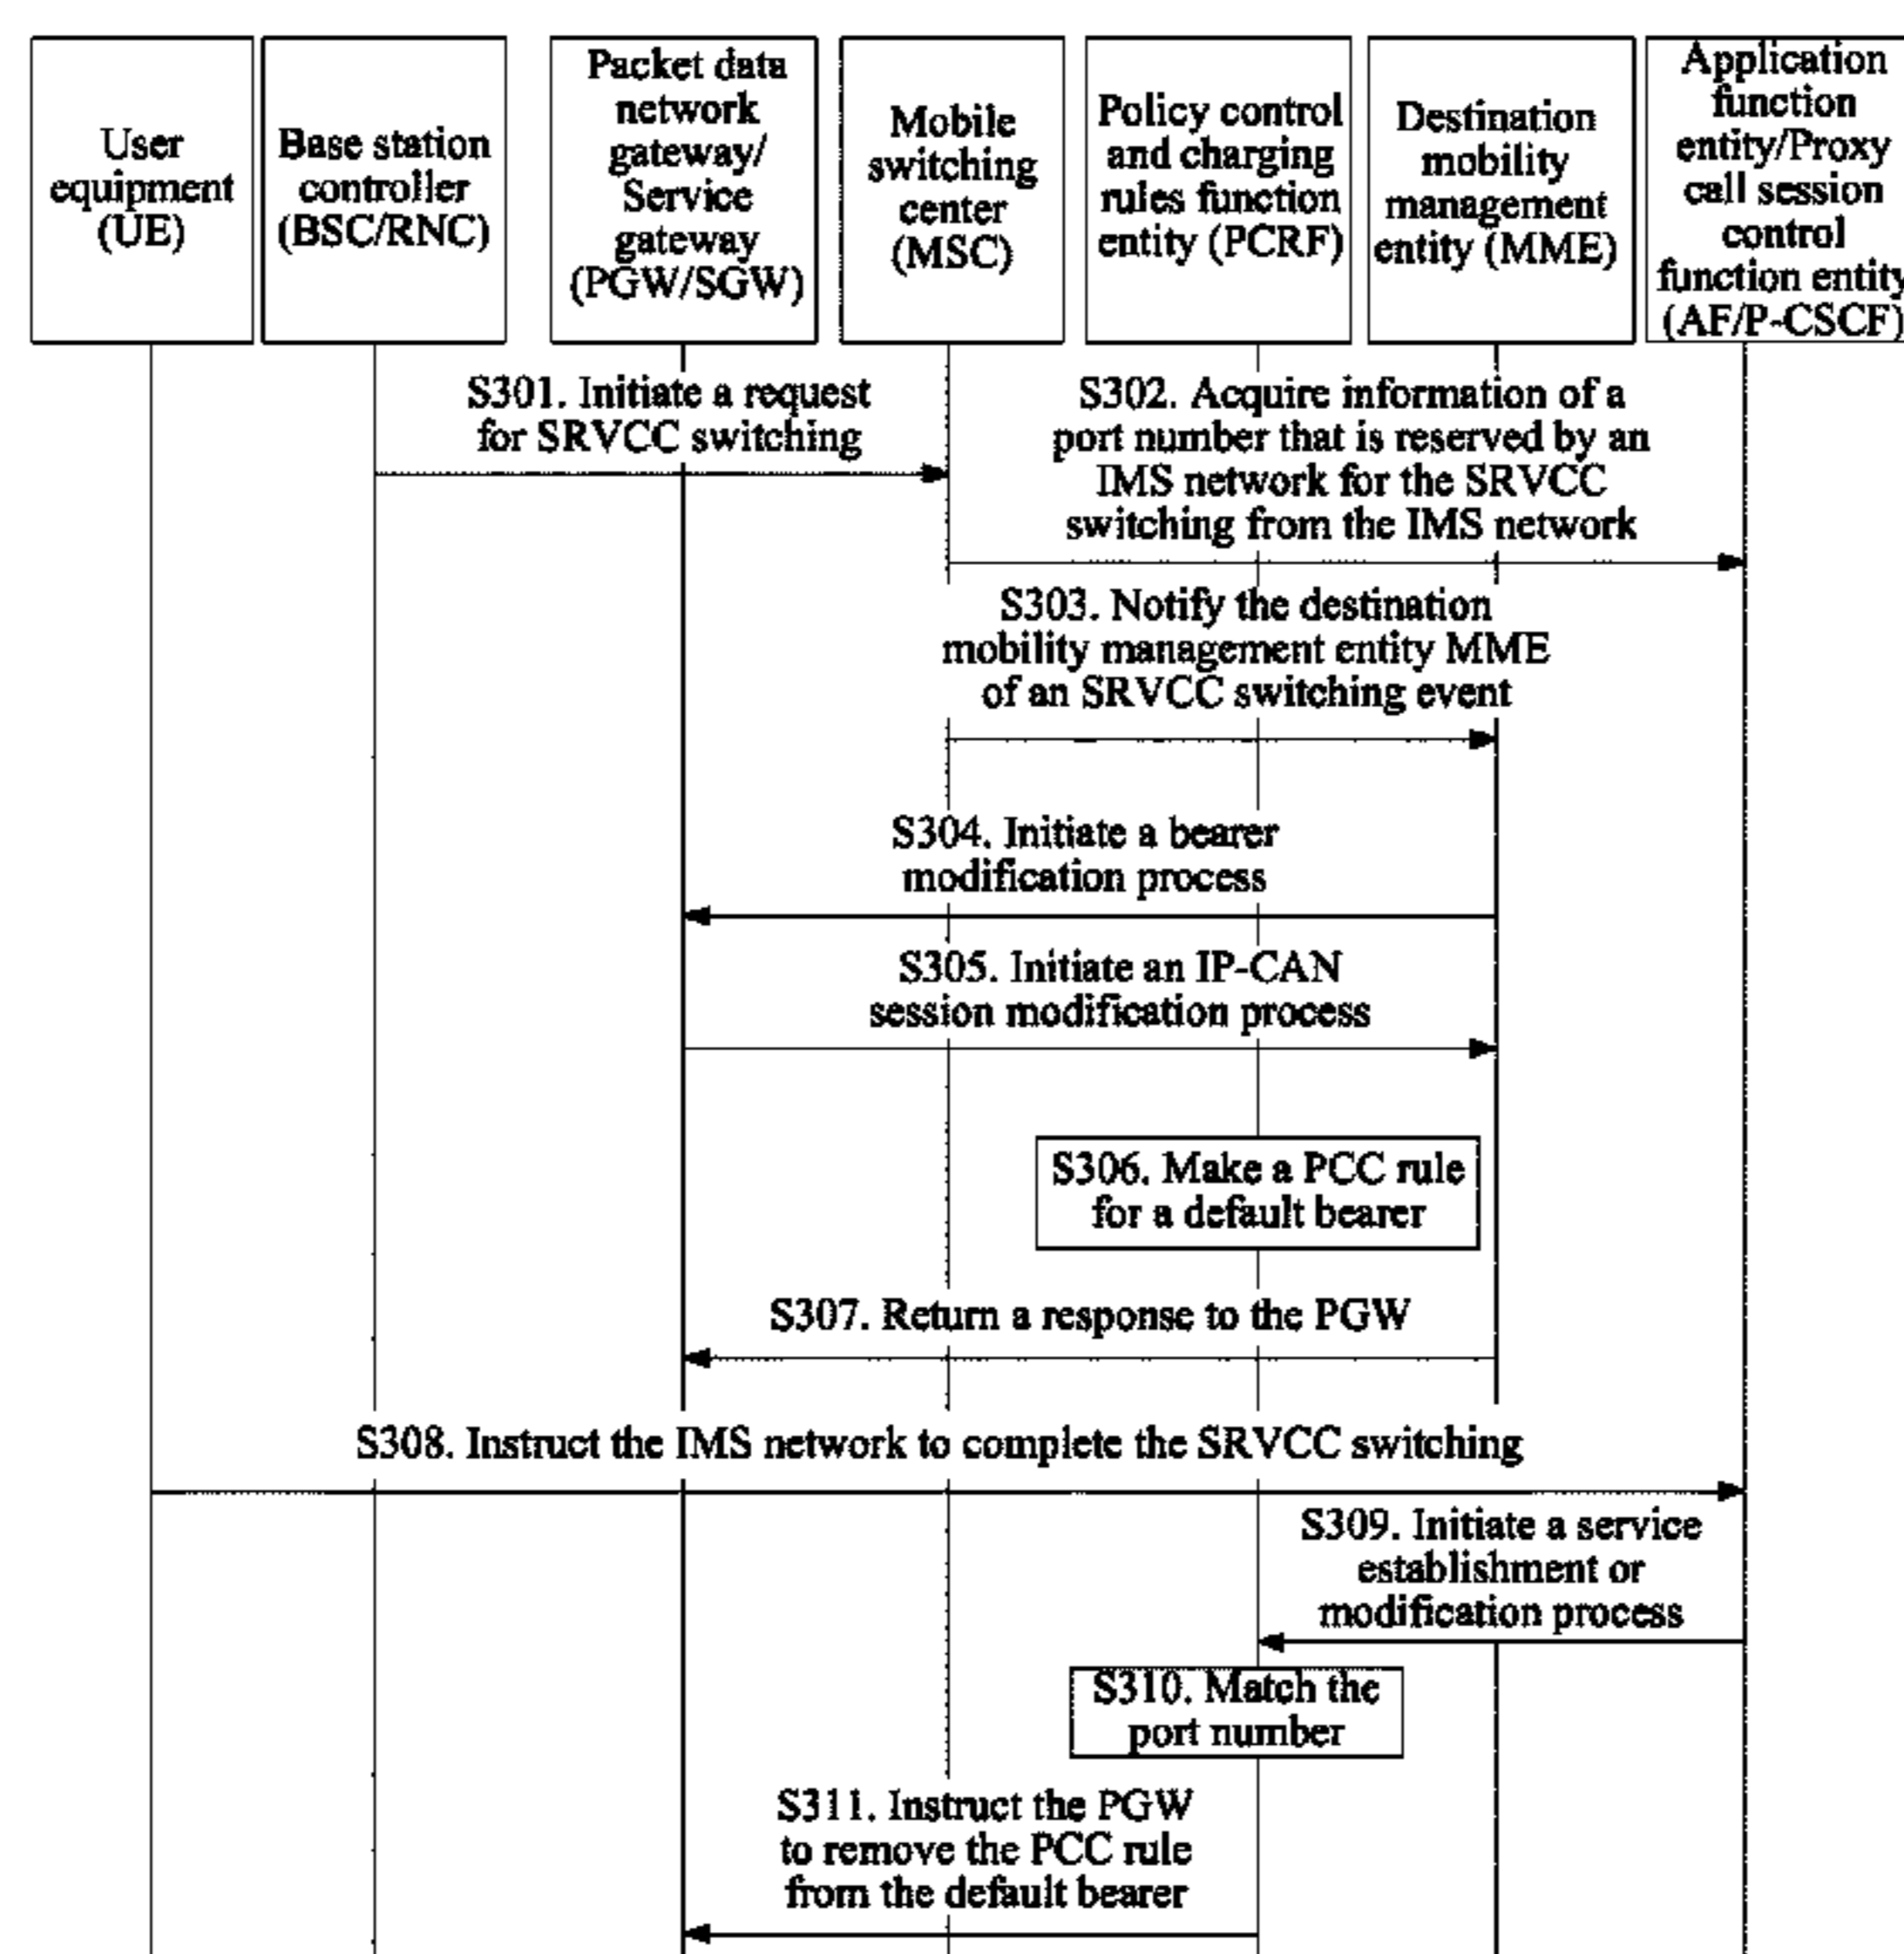 User
equipment
(UE)
Base station
controller
(BSC/RNC)
Packet data
network
gateway/
Service
gateway
(PGW/SGW)
Mobile
switching
center
(MSC)
Policy control
and charging
rules function
entity (PCRF)
Destination
mobility
management
entity (MME)
Application
function
entity/Proxy
call session
control
function entity
(AF/P-CSCF)
S301. Initiate a request
for SRVCC switching
S302. Acquire information of a
port number that is reserved by an
IMS network for the SRVCC
switching from the IMS network
S303. Notify the destination
mobility management entity MME
of an SRVCC switching event
S304. Initiate a bearer
modification process
S305. Initiate an IP-CAN
session modification process
S306. Make a PCC rule
for a default bearer
S307. Return a response to the PGW
S308. Instruct the IMS network to complete the SRVCC switching
S309. Initiate a service
establishment or
modification process
S310. Match the
port number
S311. Instruct the PGW
to remove the PCC rule
from the default bearer